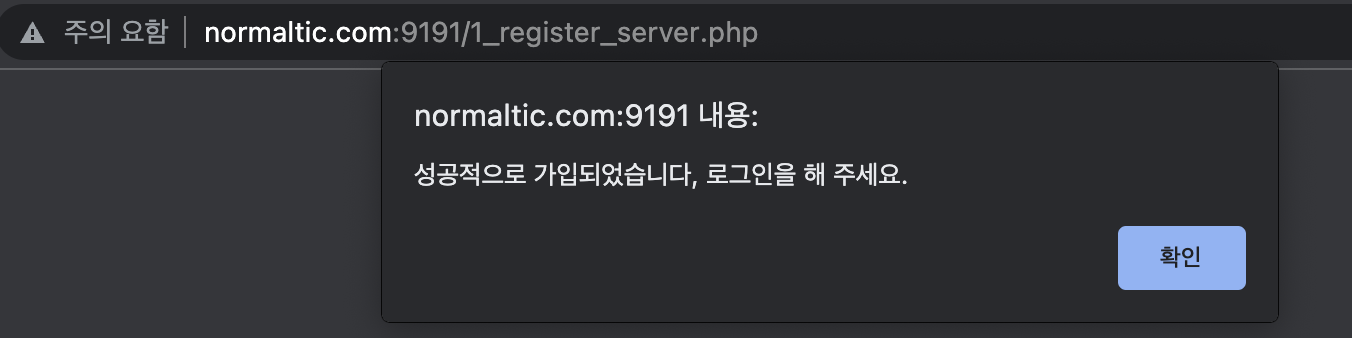 주의 요함 normaltic.com:9191/1_register_server.php
normaltic.com:9191 내용:
성공적으로 가입되었습니다, 로그인을 해 주세요.
확인